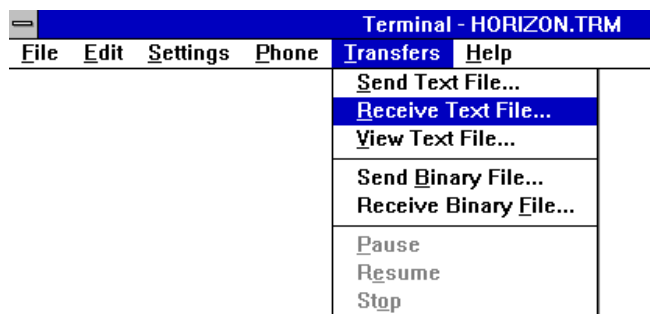 Terminal - HORIZON.TRM
File Edit Settings Phone Transfers Help
Send Text File...
Receive Text File...
View Text File...
Send Binary File...
Receive Binary File...
Pause
Resume
Stop